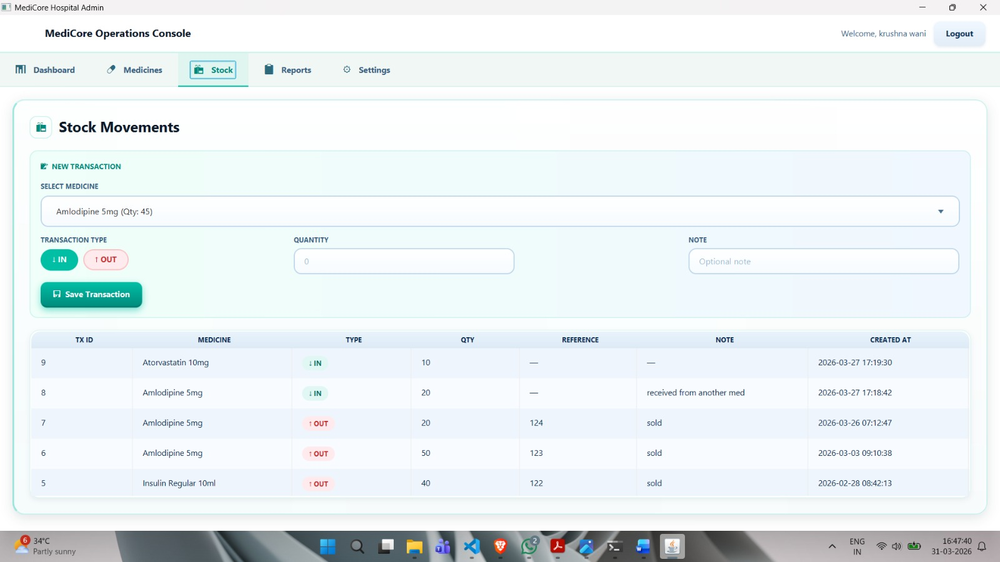 MediCore Hospital Admin
MediCore Operations Console
Welcome, krushna wani
Logout
Dashboard
Medicines
Stock
Reports
Settings
Stock Movements
NEW TRANSACTION
SELECT MEDICINE
Amlodipine 5mg (Qty: 45)
TRANSACTION TYPE
QUANTITY
NOTE
↓ IN
↑ OUT
0
Optional note
Save Transaction
TX ID MEDICINE TYPE QTY REFERENCE NOTE CREATED AT
9 Atorvastatin 10mg ↓ IN 10 — — 2026-03-27 17:19:30
8 Amlodipine 5mg ↓ IN 20 — received from another med 2026-03-27 17:18:42
7 Amlodipine 5mg ↑ OUT 20 124 sold 2026-03-26 07:12:47
6 Amlodipine 5mg ↑ OUT 50 123 sold 2026-03-03 09:10:38
5 Insulin Regular 10ml ↑ OUT 40 122 sold 2026-02-28 08:42:13
6
34°C
Partly sunny
2
ENG
IN
16:47:40
31-03-2026